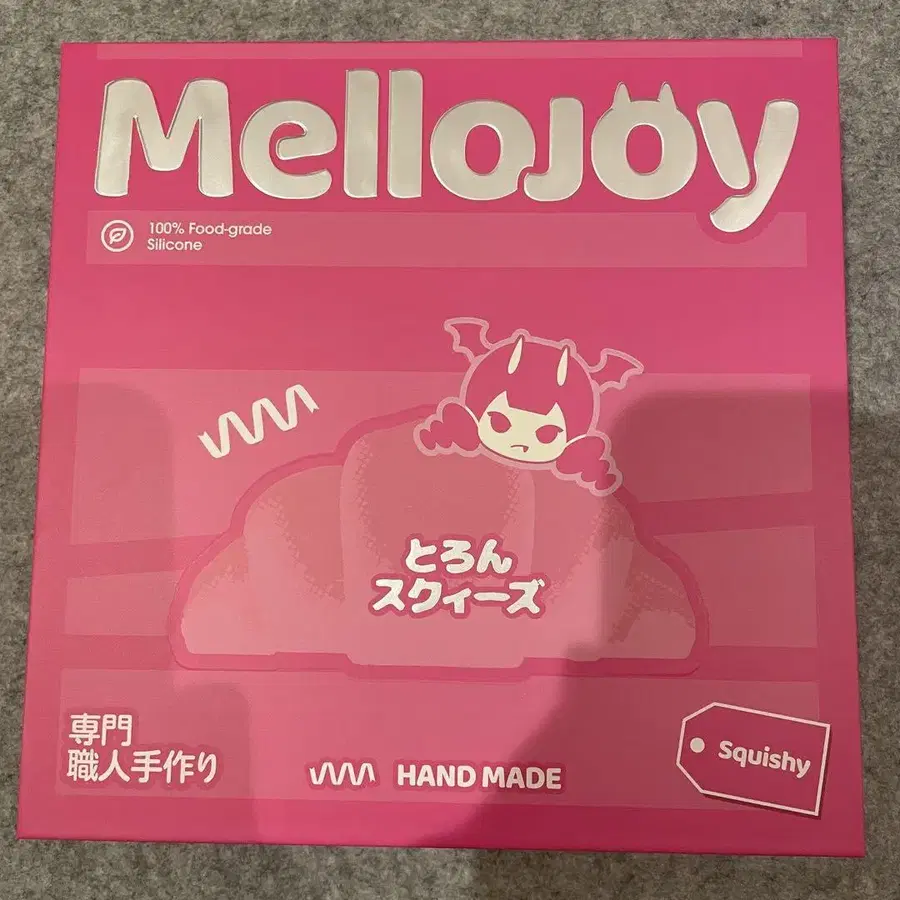 Mellojoy
100% Food-grade
Silicone
とろん
スクィーズ
専門
職人手作り
HAND MADE
Squishy